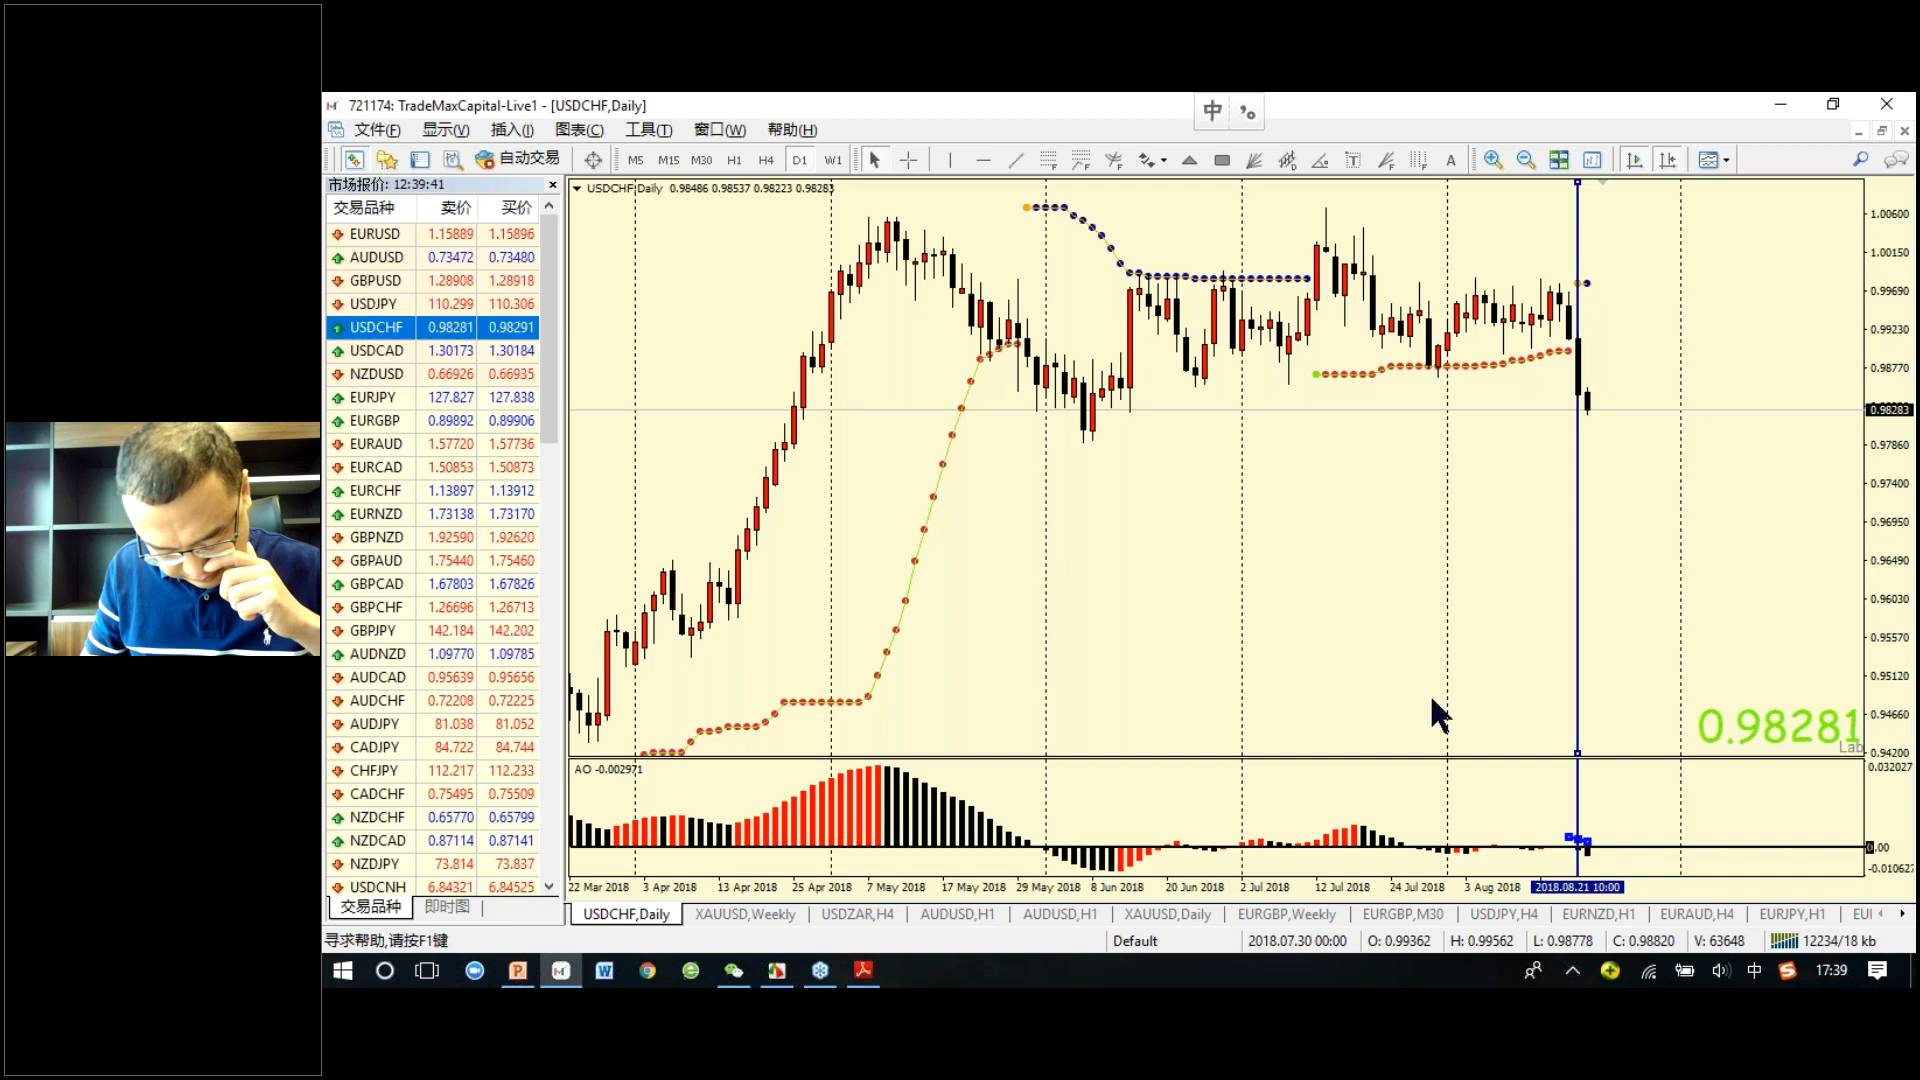 721174: TradeMaxCapital-Live1 - [USDCHF,Daily]
中
文件(F) 显示(V) 插入(I) 图表(C) 工具(T) 窗口(W) 帮助(H)
自动交易 M5 M15 M30 H1 H4 D1 W1 A
市场报价: 12:39:41
交易品种 卖价 买价
EURUSD 1.15889 1.15896
AUDUSD 0.73472 0.73480
GBPUSD 1.28908 1.28918
USDJPY 110.299 110.306
USDCHF 0.98281 0.98291
USDCAD 1.30173 1.30184
NZDUSD 0.66926 0.66935
EURJPY 127.827 127.838
EURGBP 0.89892 0.89906
EURAUD 1.57720 1.57736
EURCAD 1.50853 1.50873
EURCHF 1.13897 1.13912
EURNZD 1.73138 1.73170
GBPNZD 1.92590 1.92620
GBPAUD 1.75440 1.75460
GBPCAD 1.67803 1.67826
GBPCHF 1.26696 1.26713
GBPJPY 142.184 142.202
AUDNZD 1.09770 1.09785
AUDCAD 0.95639 0.95656
AUDCHF 0.72208 0.72225
AUDJPY 81.038 81.052
CADJPY 84.722 84.744
CHFJPY 112.217 112.233
CADCHF 0.75495 0.75509
NZDCHF 0.65770 0.65799
NZDCAD 0.87114 0.87141
NZDJPY 73.814 73.837
USDCNH 6.84321 6.84525
交易品种 即时图
USDCHF,Daily 0.98486 0.98537 0.98223 0.98283
1.00600
1.00150
0.99690
0.99230
0.98770
0.98283
0.97860
0.97400
0.96950
0.96490
0.96030
0.95570
0.95120
0.94660
0.94200
0.98281
Lab
AO -0.002971
0.032027
0.00
-0.010627
22 Mar 2018 3 Apr 2018 13 Apr 2018 25 Apr 2018 7 May 2018 17 May 2018 29 May 2018 8 Jun 2018 20 Jun 2018 2 Jul 2018 12 Jul 2018 24 Jul 2018 3 Aug 2018 2018.08.21 10:00
USDCHF,Daily XAUUSD,Weekly USDZAR,H4 AUDUSD,H1 AUDUSD,H1 XAUUSD,Daily EURGBP,Weekly EURGBP,M30 USDJPY,H4 EURNZD,H1 EURAUD,H4 EURJPY,H1 EUI
寻求帮助,请按F1键 Default 2018.07.30 00:00 O: 0.99362 H: 0.99562 L: 0.98778 C: 0.98820 V: 63648 12234/18 kb
中 17:39